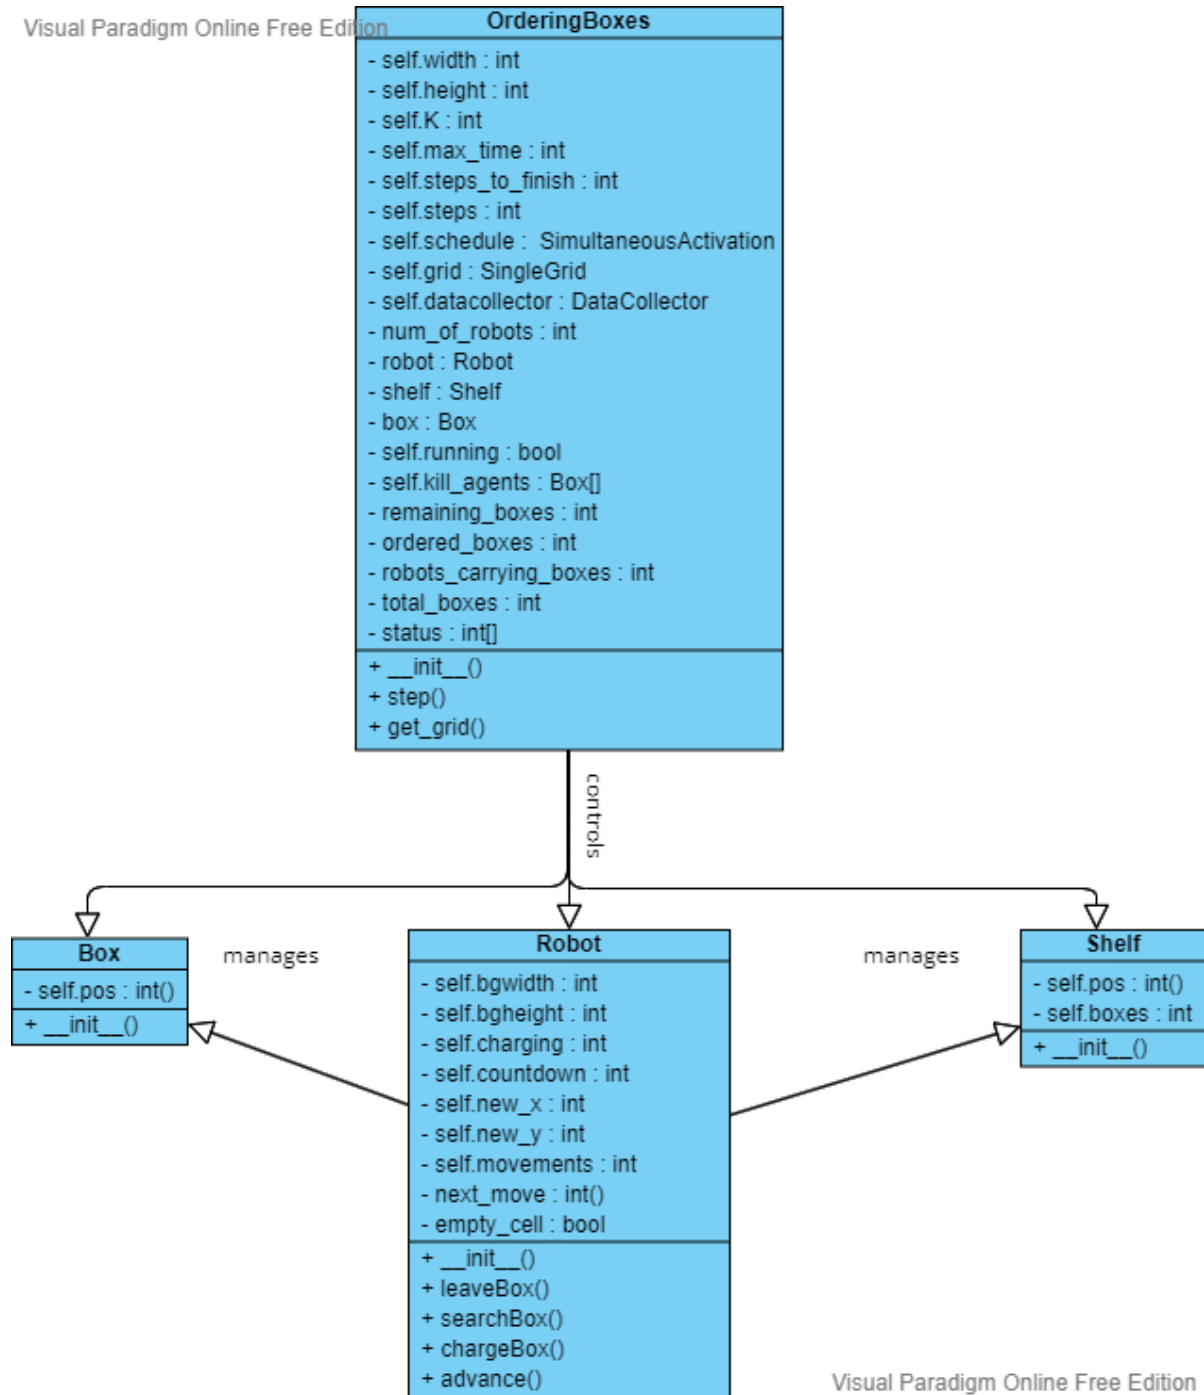 Visual Paradigm Online Free Edition
OrderingBoxes
- self.width : int
- self.height : int
- self.K : int
- self.max_time : int
- self.steps_to_finish : int
- self.steps : int
- self.schedule :  SimultaneousActivation
- self.grid : SingleGrid
- self.datacollector : DataCollector
- num_of_robots : int
- robot : Robot
- shelf : Shelf
- box : Box
- self.running : bool
- self.kill_agents : Box[]
- remaining_boxes : int
- ordered_boxes : int
- robots_carrying_boxes : int
- total_boxes : int
- status : int[]
+ __init__()
+ step()
+ get_grid()
controls
Box
- self.pos : int()
+ __init__()
manages
Robot
- self.bgwidth : int
- self.bgheight : int
- self.charging : int
- self.countdown : int
- self.new_x : int
- self.new_y : int
- self.movements : int
- next_move : int()
- empty_cell : bool
+ __init__()
+ leaveBox()
+ searchBox()
+ chargeBox()
+ advance()
manages
Shelf
- self.pos : int()
- self.boxes : int
+ __init__()
Visual Paradigm Online Free Edition